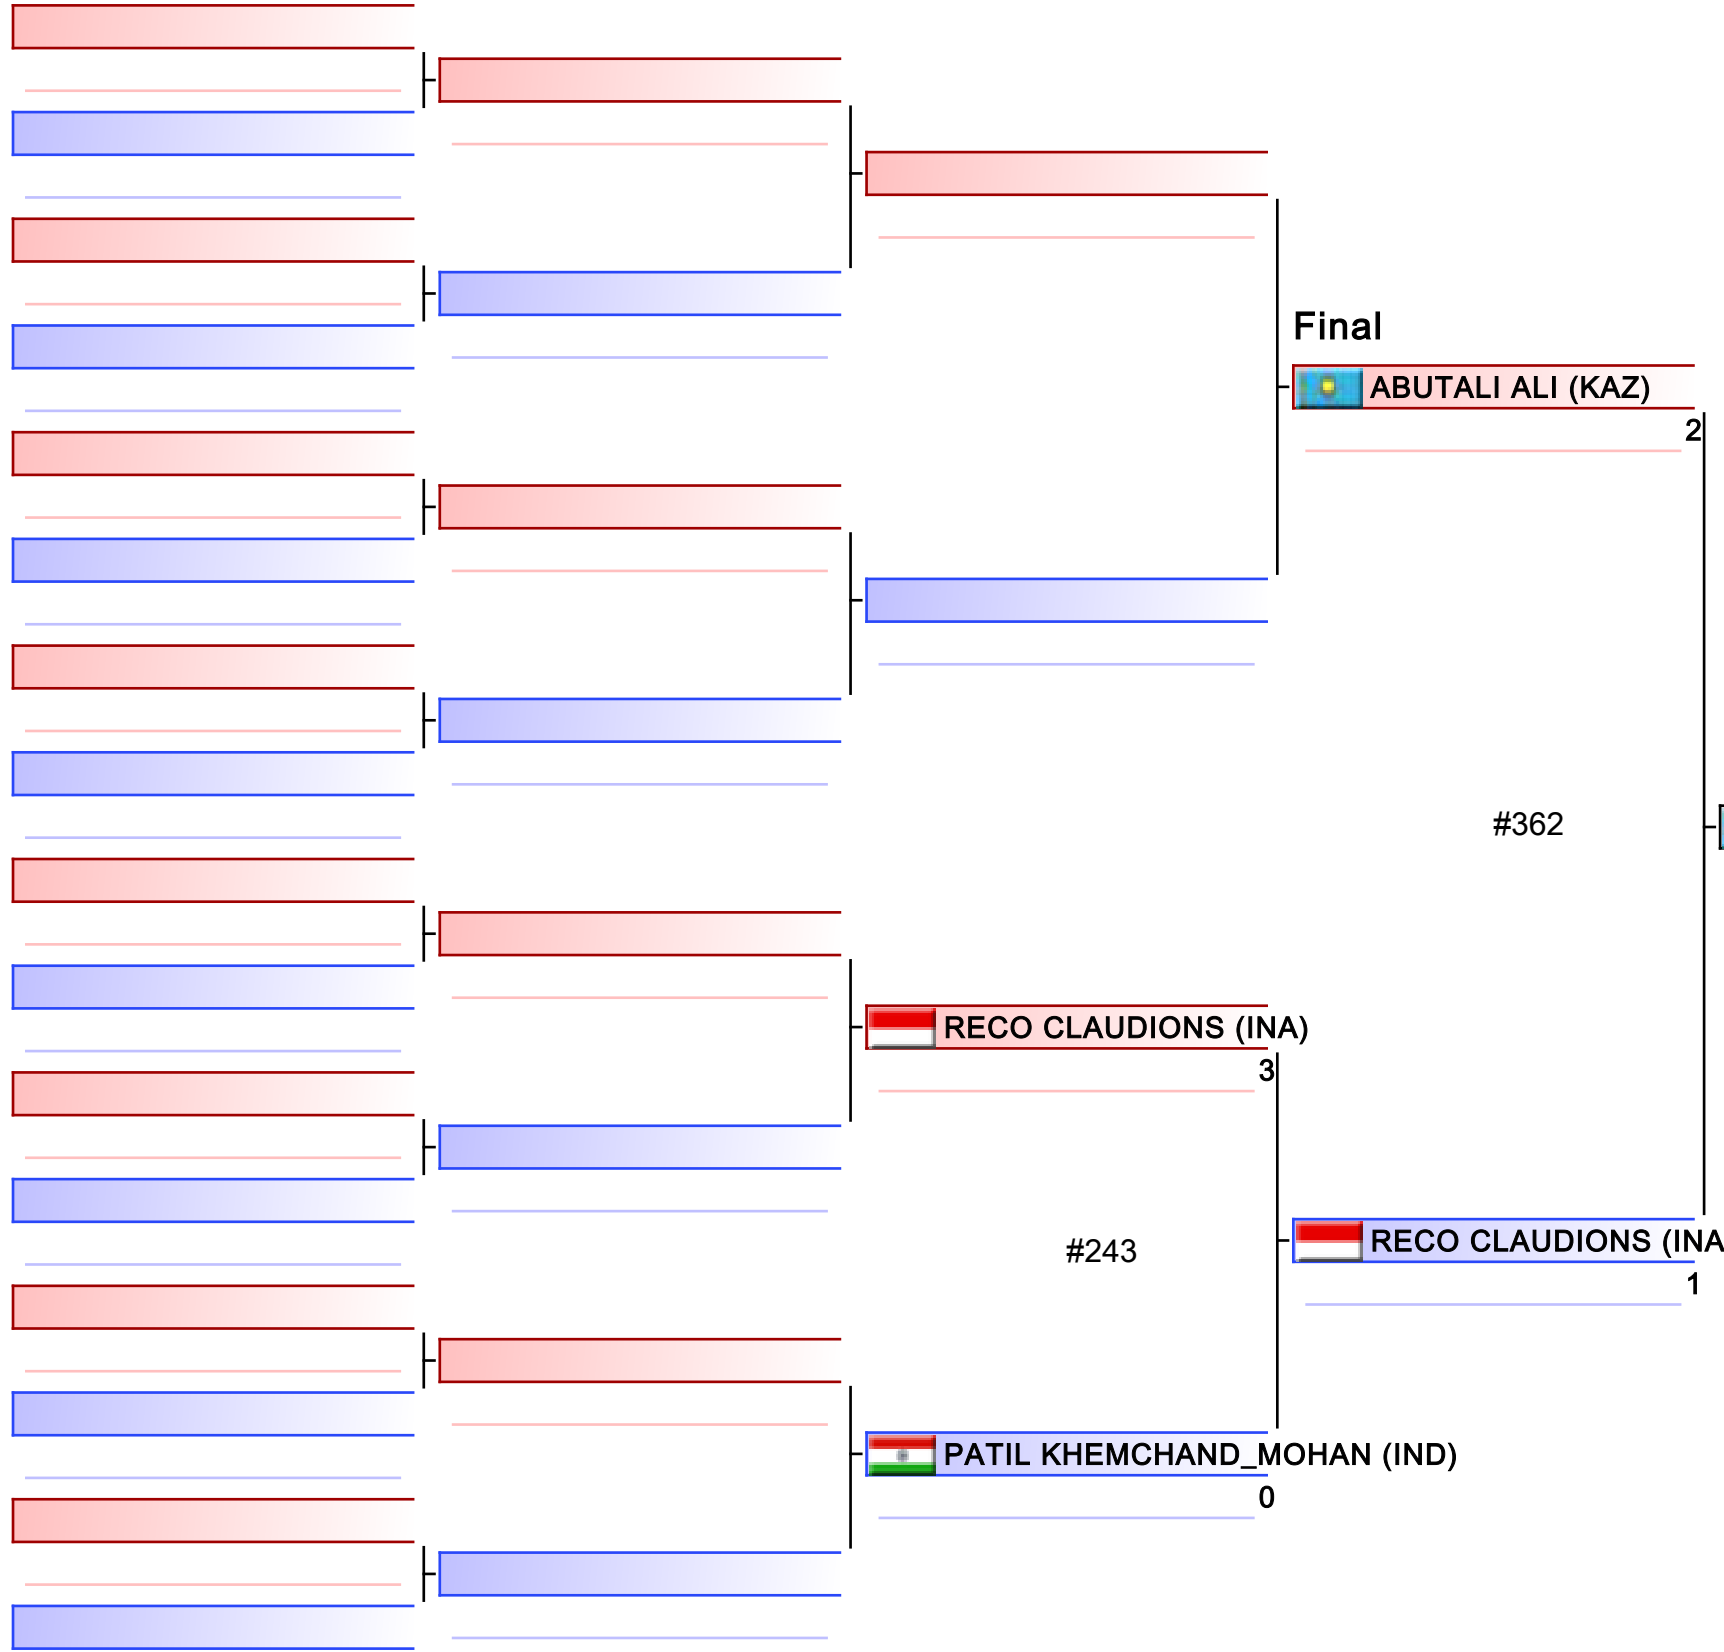 Final
ABUTALI ALI (KAZ)
2
#362
RECO CLAUDIONS (INA)
3
#243
RECO CLAUDIONS (INA
1
PATIL KHEMCHAND_MOHAN (IND)
0